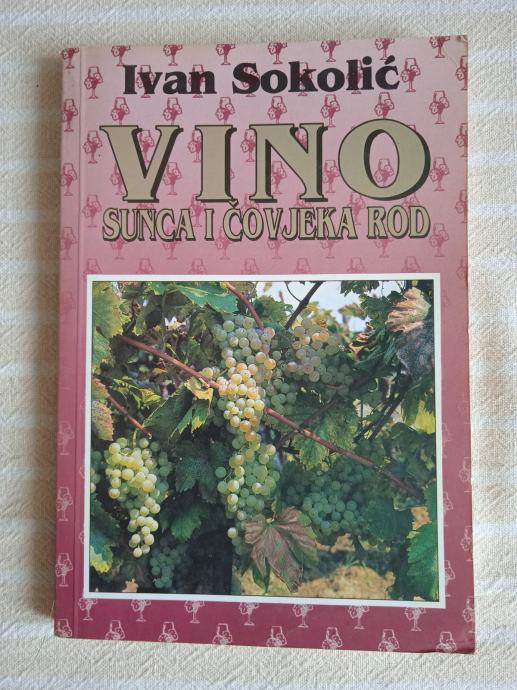 Ivan Sokolić
VINO
SUNCA I ČOVJEKA ROD